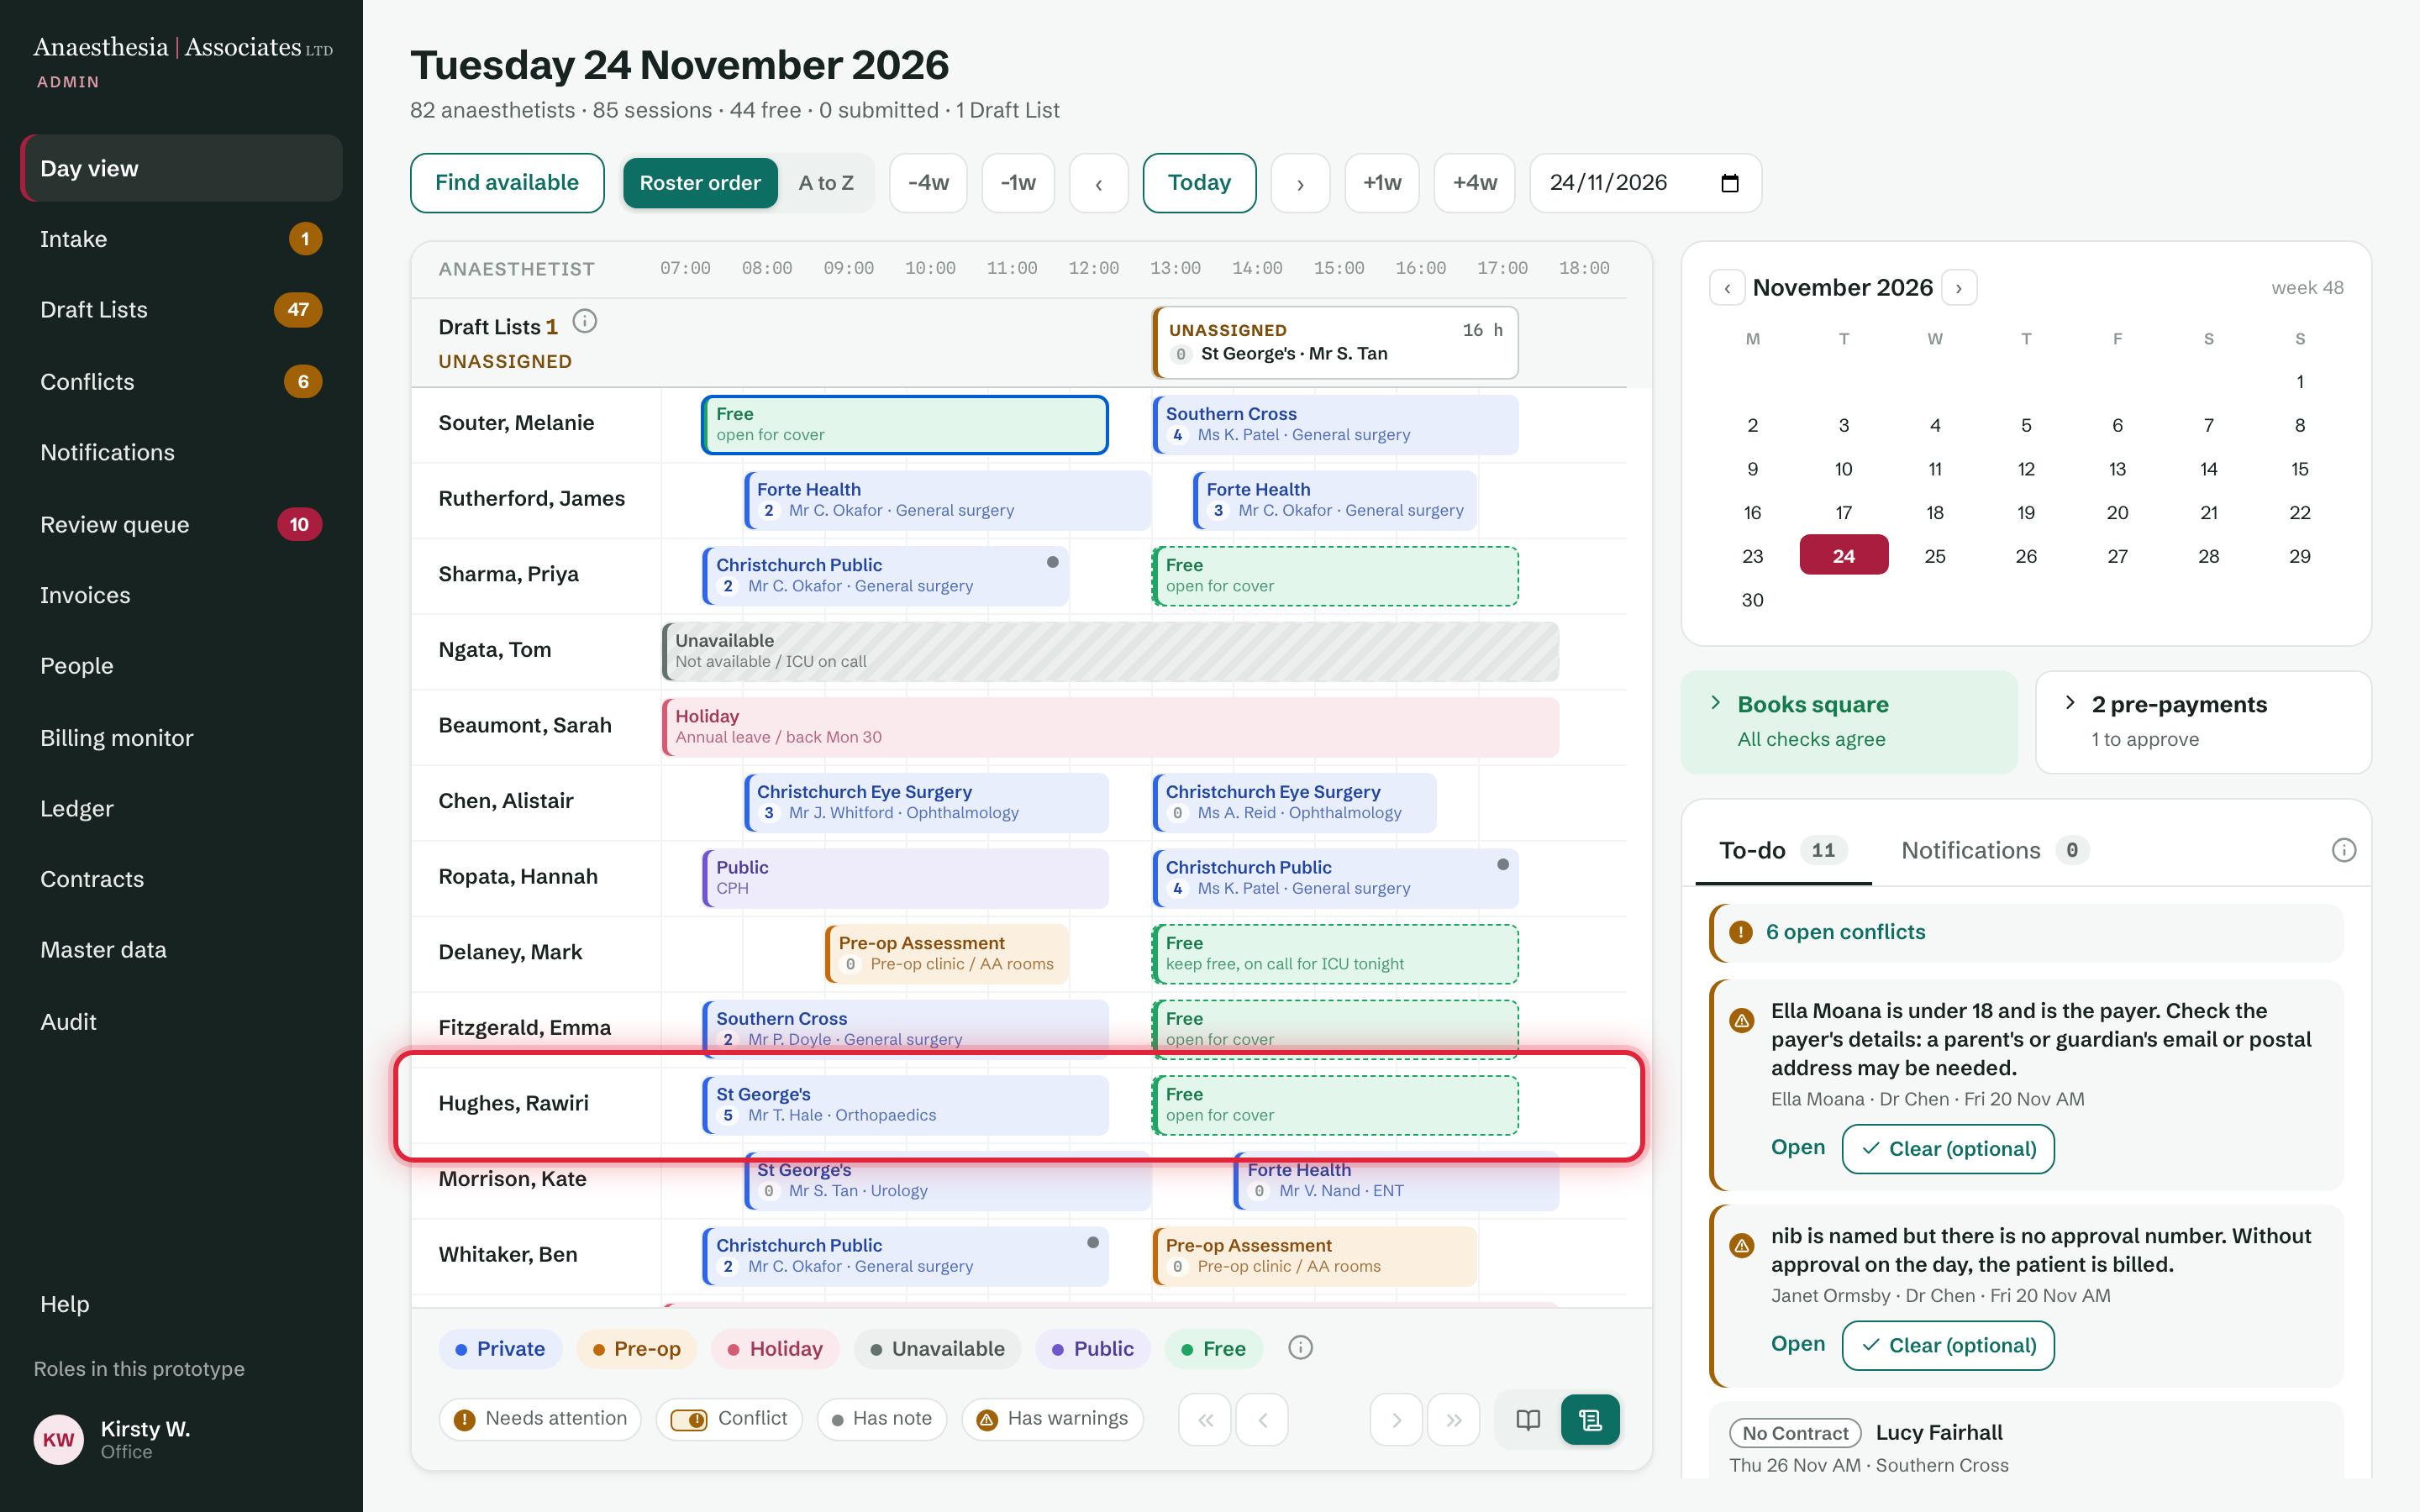 Anaesthesia | Associates LTD
ADMIN
Day view
Intake 1
Draft Lists 47
Conflicts 6
Notifications
Review queue 10
Invoices
People
Billing monitor
Ledger
Contracts
Master data
Audit
Help
Roles in this prototype
KW
Kirsty W.
Office
Tuesday 24 November 2026
82 anaesthetists · 85 sessions · 44 free · 0 submitted · 1 Draft List
Find available Roster order A to Z -4w -1w ‹ Today › +1w +4w 24/11/2026
ANAESTHETIST 07:00 08:00 09:00 10:00 11:00 12:00 13:00 14:00 15:00 16:00 17:00 18:00
Draft Lists 1
UNASSIGNED
UNASSIGNED 16 h
0 St George's · Mr S. Tan
Souter, Melanie
Free
open for cover
Southern Cross
4 Ms K. Patel · General surgery
Rutherford, James
Forte Health
2 Mr C. Okafor · General surgery
Forte Health
3 Mr C. Okafor · General surgery
Sharma, Priya
Christchurch Public
2 Mr C. Okafor · General surgery
Free
open for cover
Ngata, Tom
Unavailable
Not available / ICU on call
Beaumont, Sarah
Holiday
Annual leave / back Mon 30
Chen, Alistair
Christchurch Eye Surgery
3 Mr J. Whitford · Ophthalmology
Christchurch Eye Surgery
0 Ms A. Reid · Ophthalmology
Ropata, Hannah
Public
CPH
Christchurch Public
4 Ms K. Patel · General surgery
Delaney, Mark
Pre-op Assessment
0 Pre-op clinic / AA rooms
Free
keep free, on call for ICU tonight
Fitzgerald, Emma
Southern Cross
2 Mr P. Doyle · General surgery
Free
open for cover
Hughes, Rawiri
St George's
5 Mr T. Hale · Orthopaedics
Free
open for cover
Morrison, Kate
St George's
0 Mr S. Tan · Urology
Forte Health
0 Mr V. Nand · ENT
Whitaker, Ben
Christchurch Public
2 Mr C. Okafor · General surgery
Pre-op Assessment
0 Pre-op clinic / AA rooms
Private Pre-op Holiday Unavailable Public Free
Needs attention Conflict Has note Has warnings « ‹ › »
‹ November 2026 › week 48
M T W T F S S
1
2 3 4 5 6 7 8
9 10 11 12 13 14 15
16 17 18 19 20 21 22
23 24 25 26 27 28 29
30
Books square
All checks agree
2 pre-payments
1 to approve
To-do 11 Notifications 0
6 open conflicts
Ella Moana is under 18 and is the payer. Check the
payer's details: a parent's or guardian's email or postal
address may be needed.
Ella Moana · Dr Chen · Fri 20 Nov AM
Open Clear (optional)
nib is named but there is no approval number. Without
approval on the day, the patient is billed.
Janet Ormsby · Dr Chen · Fri 20 Nov AM
Open Clear (optional)
No Contract Lucy Fairhall
Thu 26 Nov AM · Southern Cross